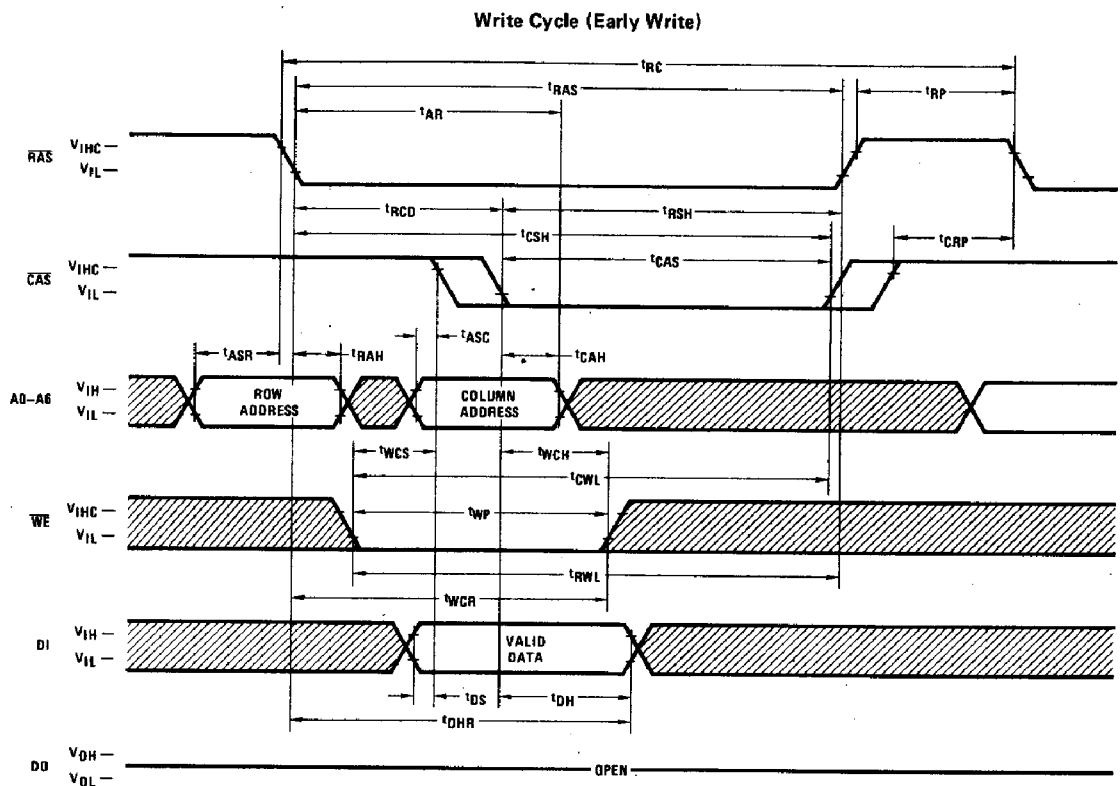 Write Cycle (Early Write)
tRC
tRAS
tRP
tAR
RAS
VIHC
VIL
tRCD
tRSH
tCSH
tCRP
CAS
VIHC
VIL
tCAS
tASC
tASR
tRAH
tCAH
A0–A6
VIH
VIL
ROW ADDRESS
COLUMN ADDRESS
tWCS
tWCH
tCWL
WE
VIHC
VIL
tWP
tRWL
tWCR
DI
VIH
VIL
VALID DATA
tDS
tDH
tDHR
DO
VOH
VOL
OPEN